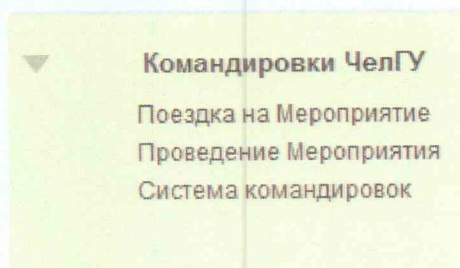 Командировки ЧелГУ
Поездка на Мероприятие
Проведение Мероприятия
Система командировок